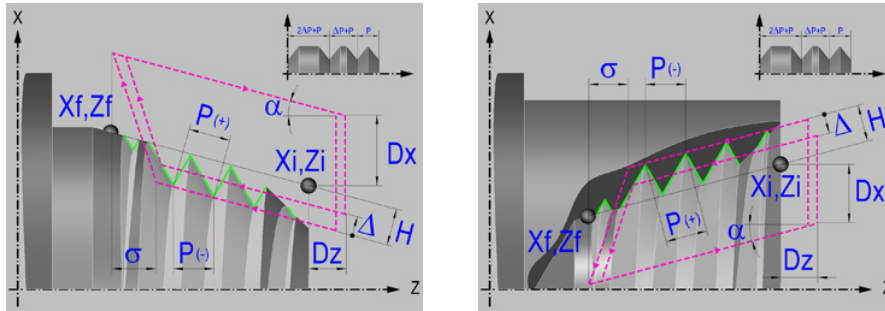 X
2ΔP+P
ΔP+P
P
Xf,Zf
α
P(+)
Dx
Xi,Zi
Δ
H
σ
P(-)
Dz
Z
X
2ΔP+P
ΔP+P
P
σ
P(-)
Δ
H
Xi,Zi
Dx
P(+)
Xf,Zf
α
Dz
Z